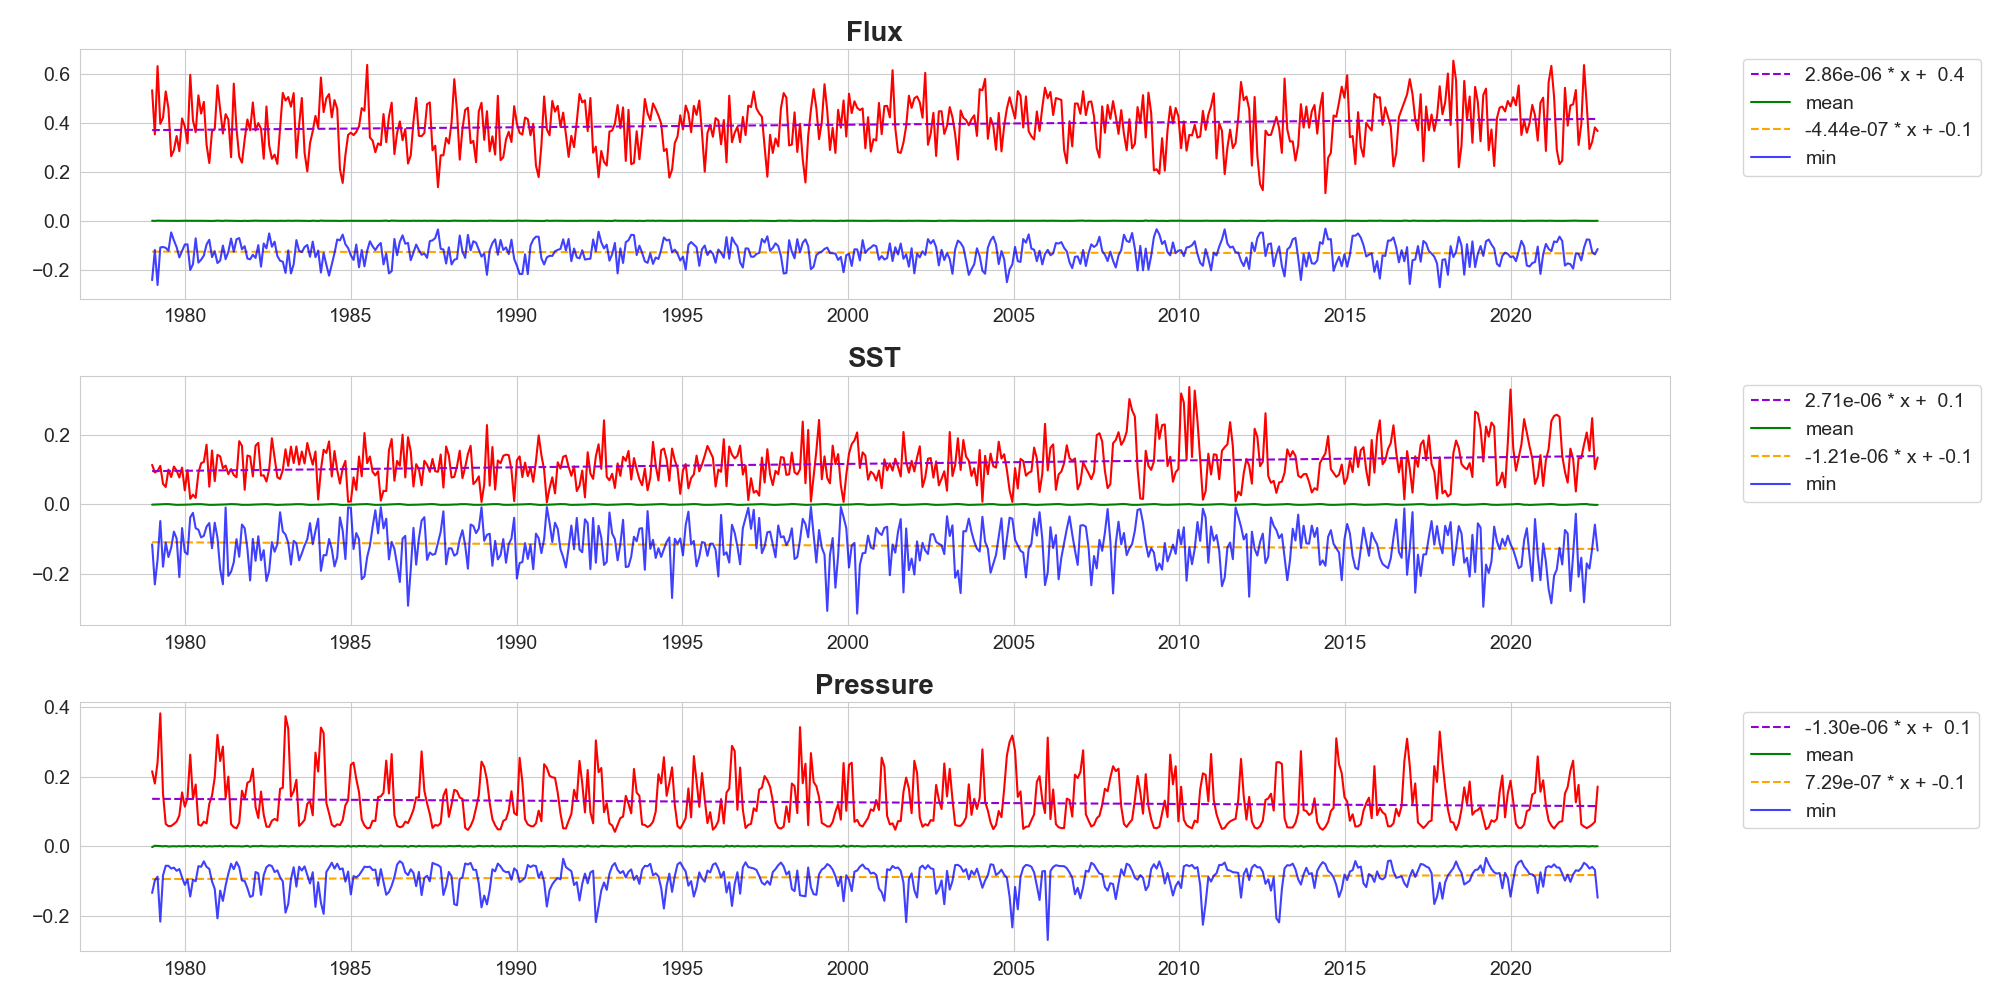 Flux
0.6
0.4
0.2
0.0
−0.2
1980 1985 1990 1995 2000 2005 2010 2015 2020
2.86e-06 * x +  0.4
mean
-4.44e-07 * x + -0.1
min
SST
0.2
0.0
−0.2
1980 1985 1990 1995 2000 2005 2010 2015 2020
2.71e-06 * x +  0.1
mean
-1.21e-06 * x + -0.1
min
Pressure
0.4
0.2
0.0
−0.2
1980 1985 1990 1995 2000 2005 2010 2015 2020
-1.30e-06 * x +  0.1
mean
7.29e-07 * x + -0.1
min